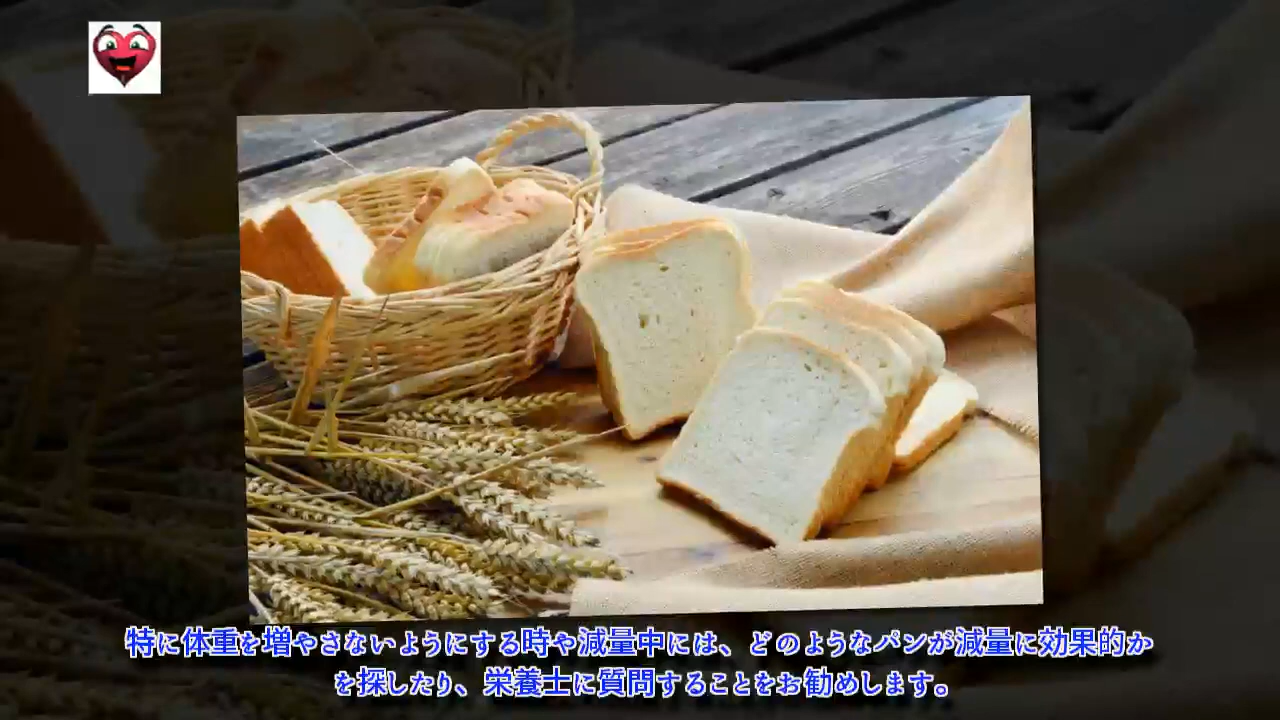 特に体重を増やさないようにする時や減量中には、どのようなパンが減量に効果的か
を探したり、栄養士に質問することをお勧めします。